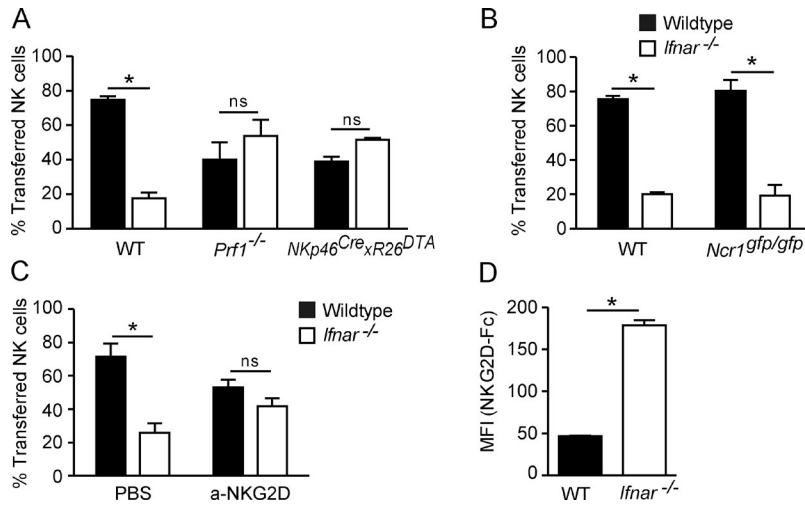 A
% Transferred NK cells
100
80
60
40
20
0
*
ns
ns
WT
Prf1-/-
NKp46CrexR26DTA
B
Wildtype
Ifnar-/-
% Transferred NK cells
100
80
60
40
20
0
*
*
WT
Ncr1gfp/gfp
C
Wildtype
Ifnar-/-
% Transferred NK cells
100
80
60
40
20
0
*
ns
PBS
a-NKG2D
D
MFI (NKG2D-Fc)
200
150
100
50
0
*
WT
Ifnar-/-